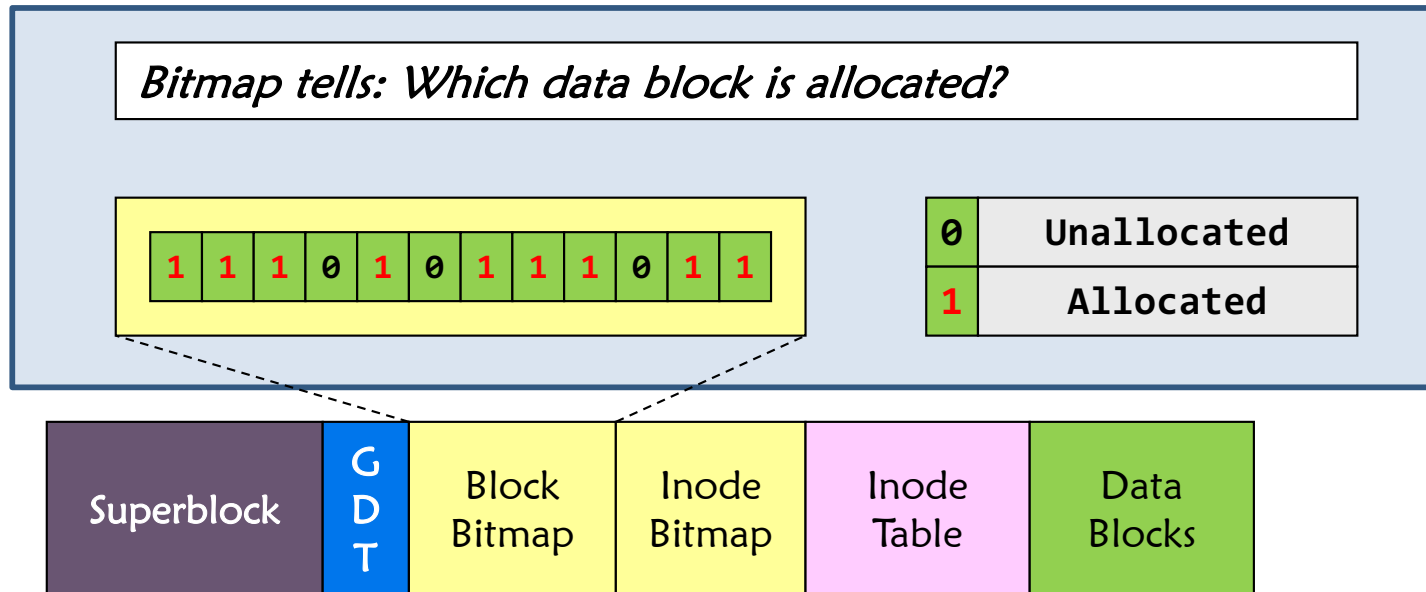 Bitmap tells: Which data block is allocated?
1 1 1 0 1 0 1 1 1 0 1 1
0 Unallocated
1 Allocated
Superblock
G
D
T
Block
Bitmap
Inode
Bitmap
Inode
Table
Data
Blocks